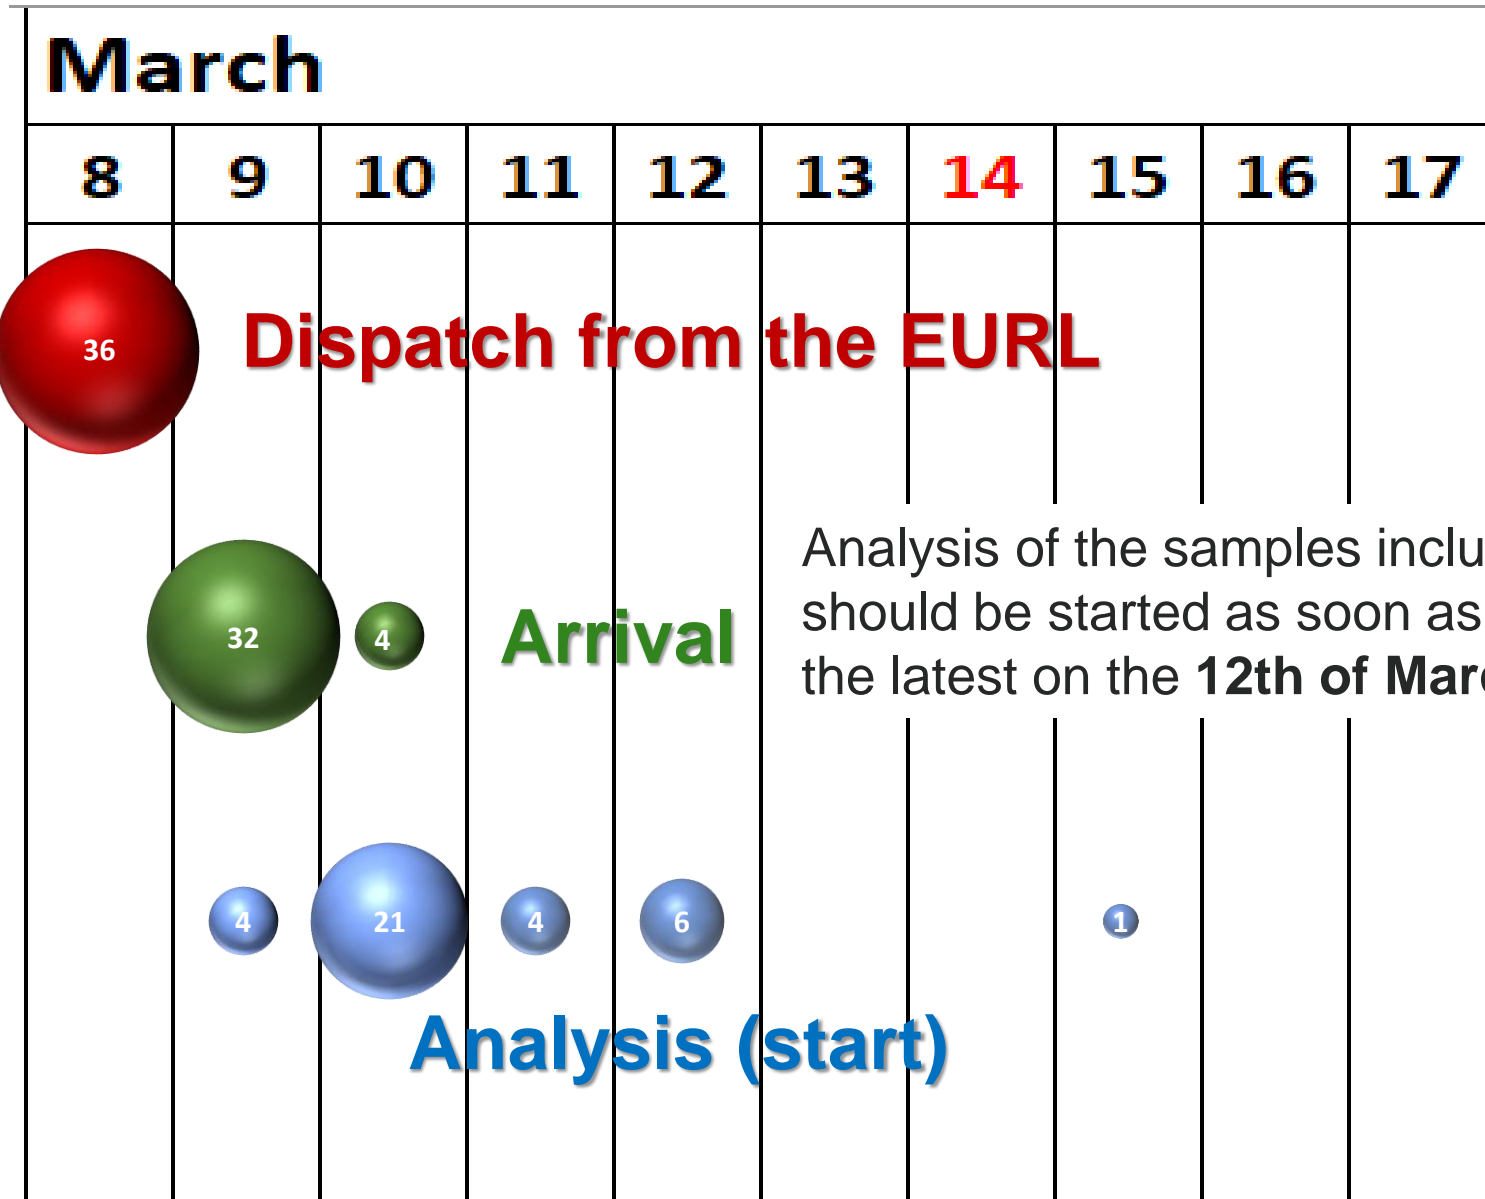 March
8 9 10 11 12 13 14 15 16 17
36
Dispatch from the EURL
Analysis of the samples
should be started as soon as
32 4 Arrival
the latest on the 12th of
4 21 4 6 1
Analysis (start)